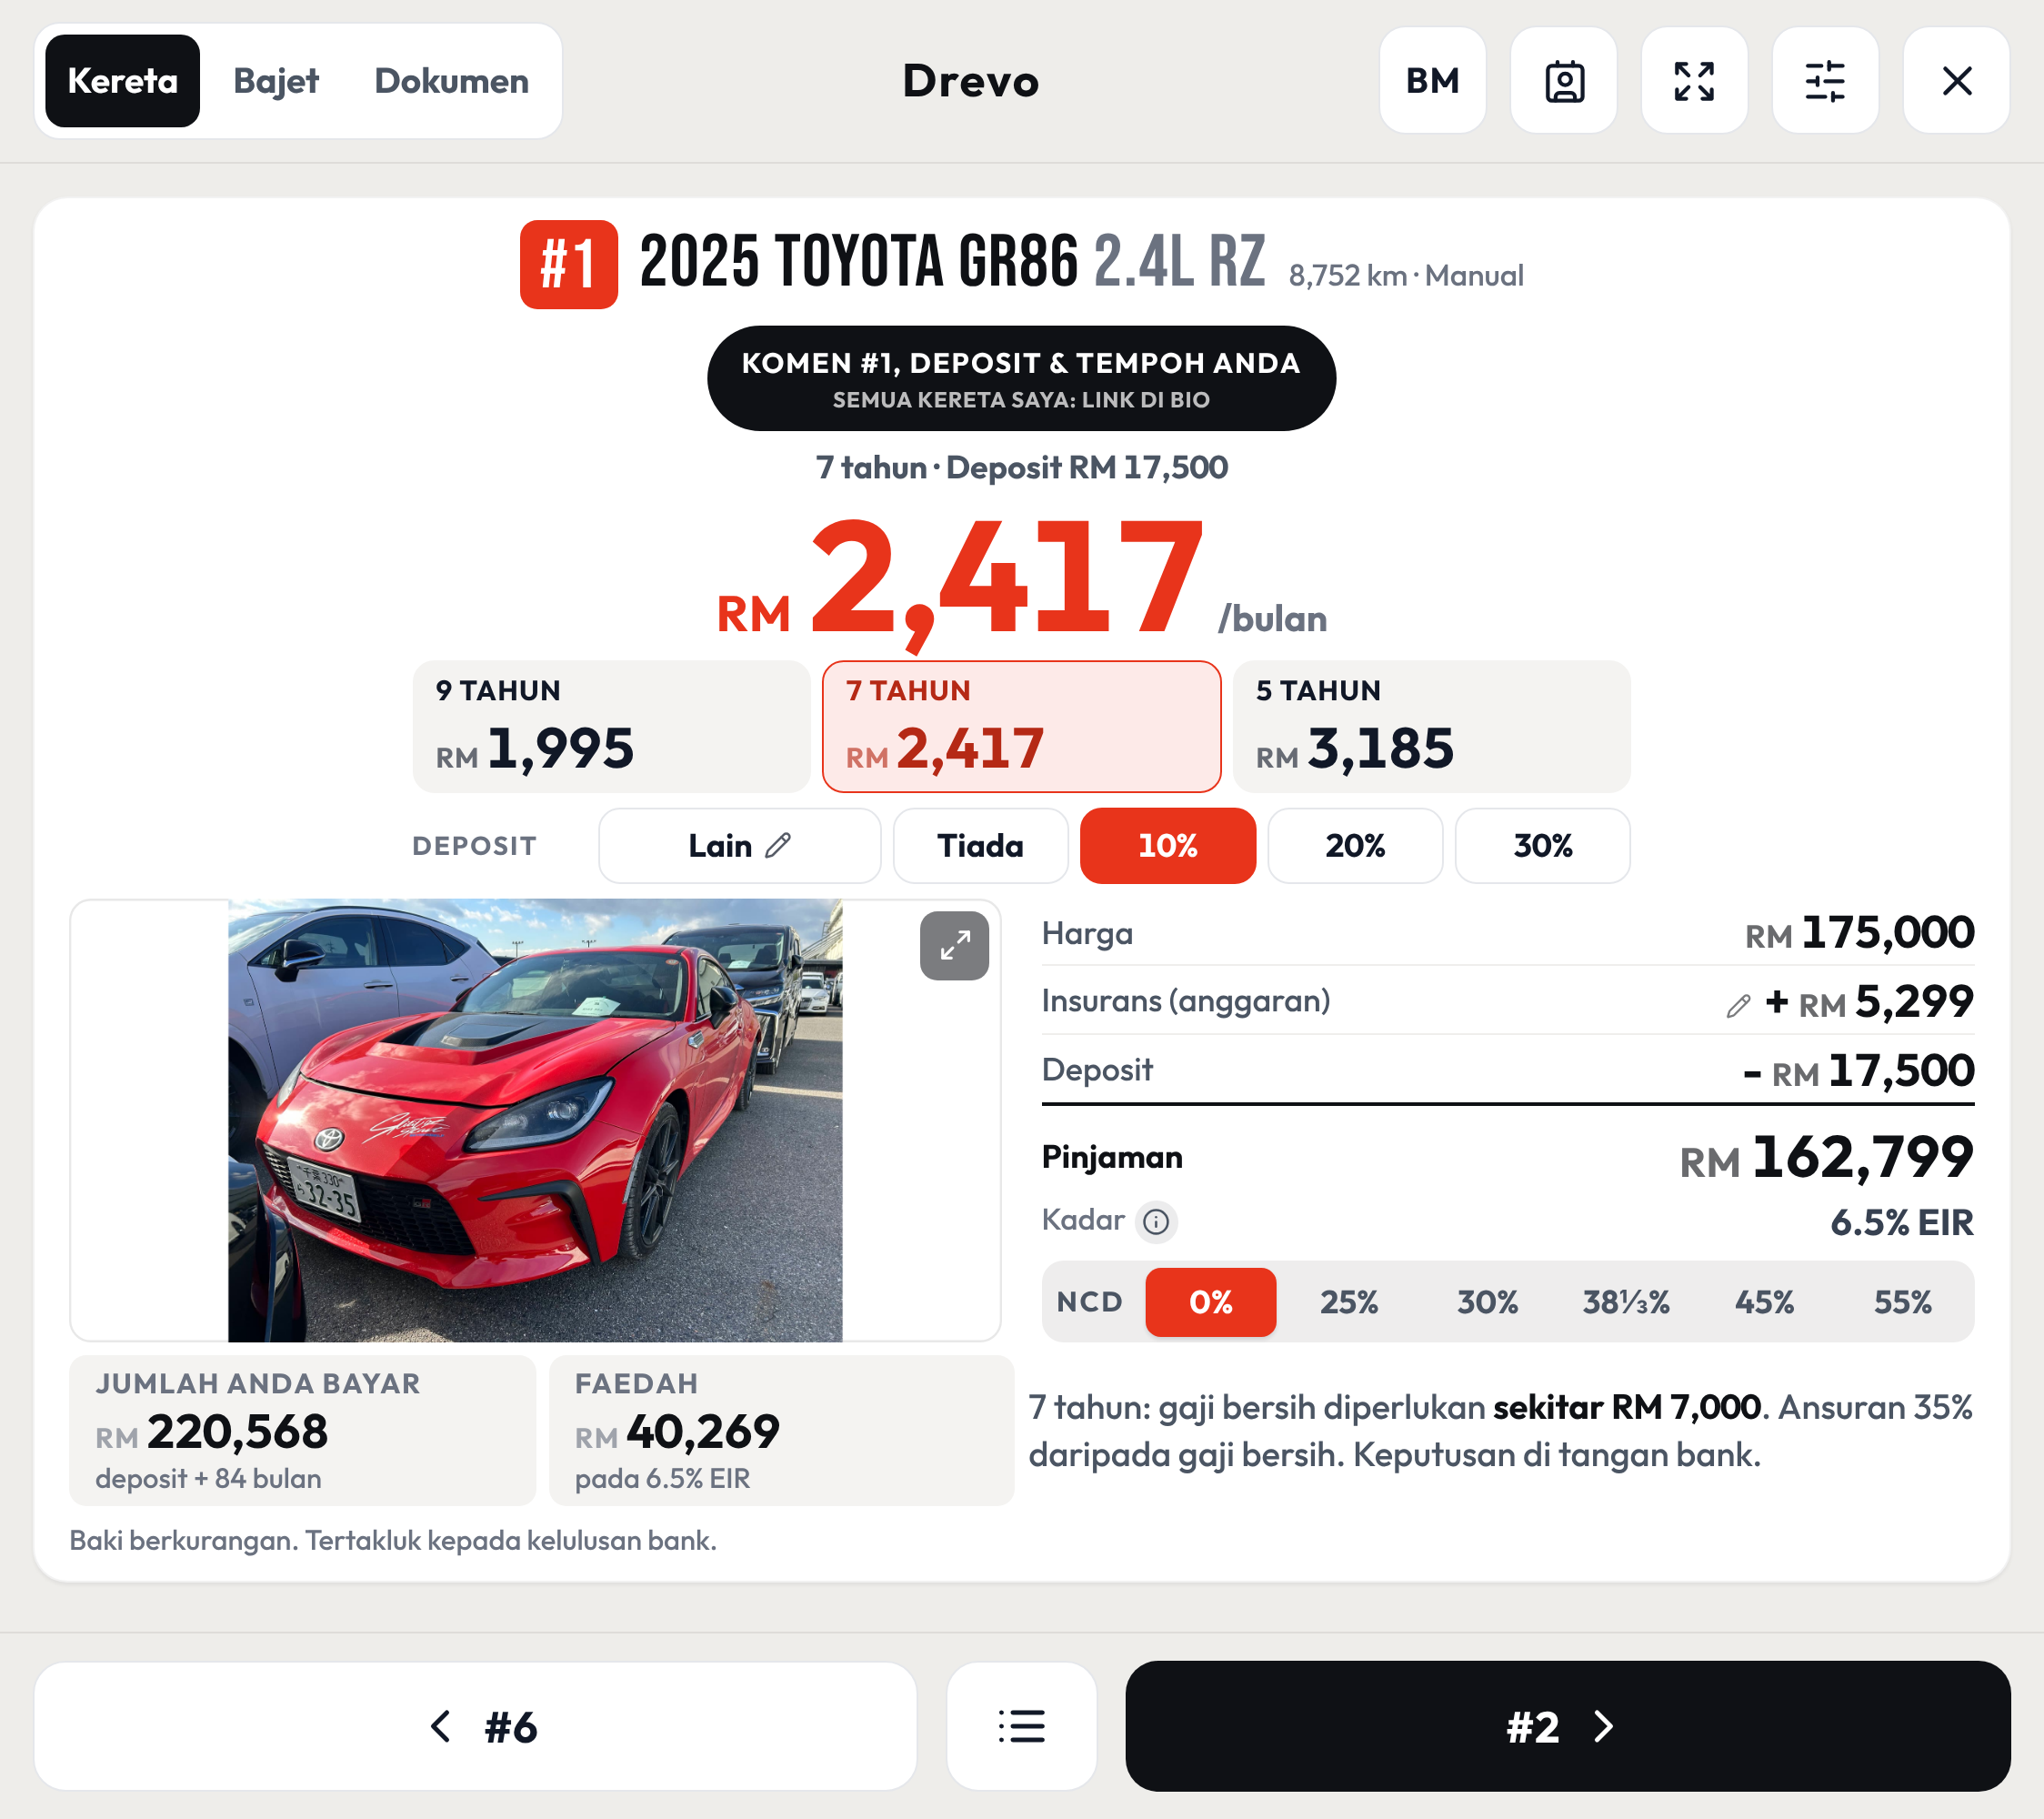 Kereta Bajet Dokumen Drevo BM
#1 2025 TOYOTA GR86 2.4L RZ 8,752 km · Manual
KOMEN #1, DEPOSIT & TEMPOH ANDA
SEMUA KERETA SAYA: LINK DI BIO
7 tahun · Deposit RM 17,500
RM 2,417 /bulan
9 TAHUN
RM 1,995
7 TAHUN
RM 2,417
5 TAHUN
RM 3,185
DEPOSIT Lain Tiada 10% 20% 30%
32-35
Harga RM 175,000
Insurans (anggaran) + RM 5,299
Deposit - RM 17,500
Pinjaman RM 162,799
Kadar 6.5% EIR
NCD 0% 25% 30% 38⅓% 45% 55%
JUMLAH ANDA BAYAR
RM 220,568
deposit + 84 bulan
FAEDAH
RM 40,269
pada 6.5% EIR
7 tahun: gaji bersih diperlukan sekitar RM 7,000. Ansuran 35%
daripada gaji bersih. Keputusan di tangan bank.
Baki berkurangan. Tertakluk kepada kelulusan bank.
#6 #2